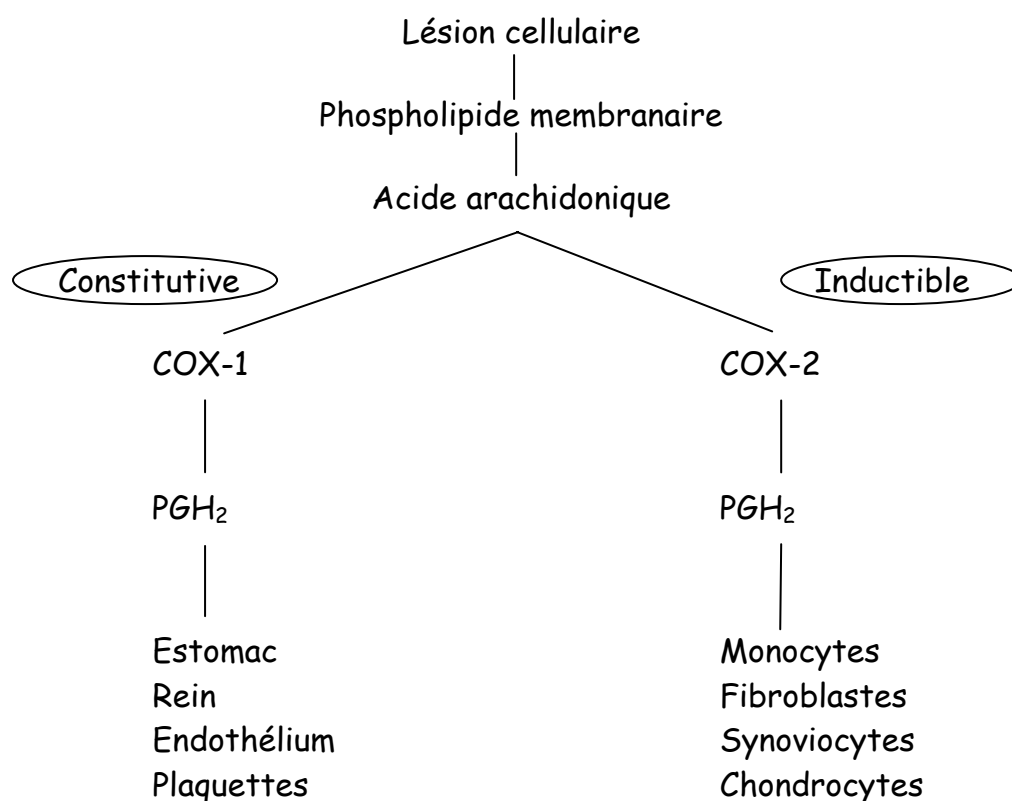 Lésion cellulaire
Phospholipide membranaire
Acide arachidonique
Constitutive
Inductible
COX-1
COX-2
PGH₂
PGH₂
Estomac
Rein
Endothélium
Plaquettes
Monocytes
Fibroblastes
Synoviocytes
Chondrocytes